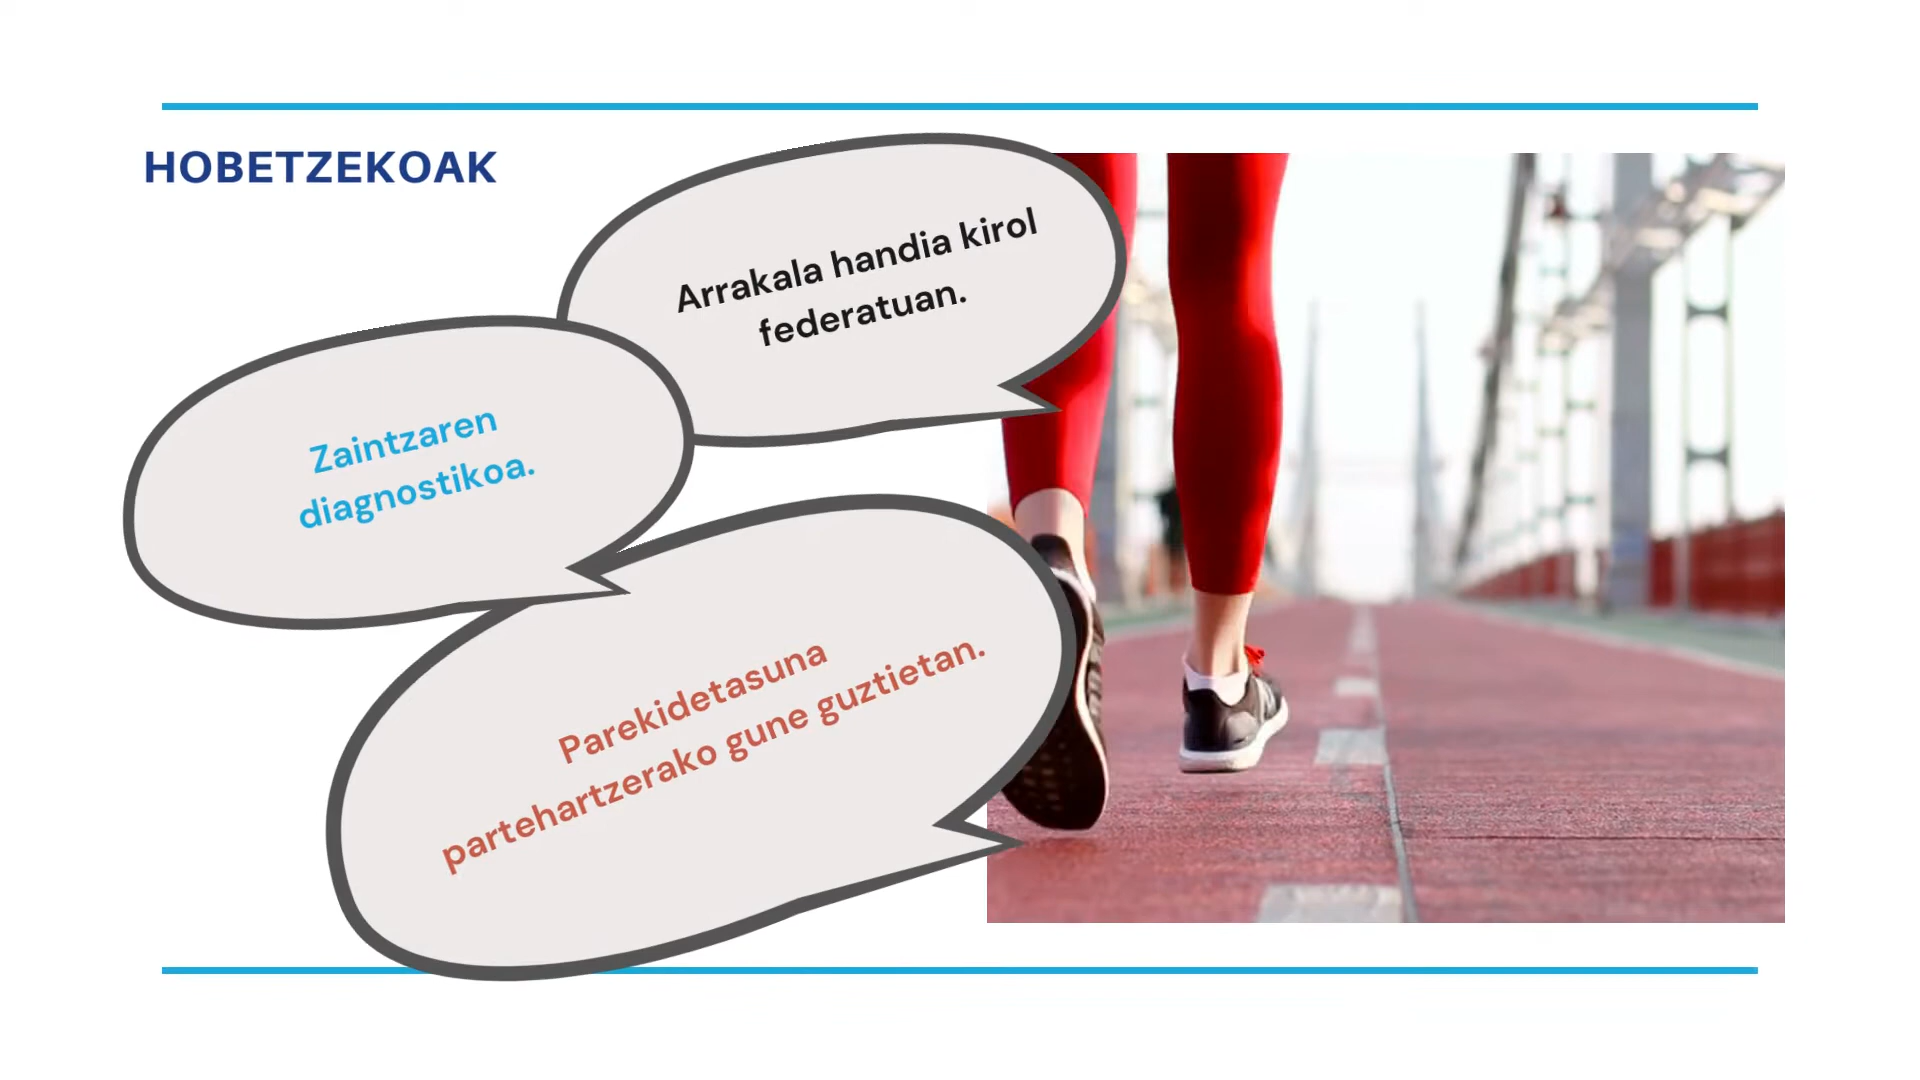 HOBETZEKOAK
Arrakala handia kirol
federatuan.
Zaintzaren
diagnostikoa.
Parekidetasuna
partehartzerako gune guztietan.